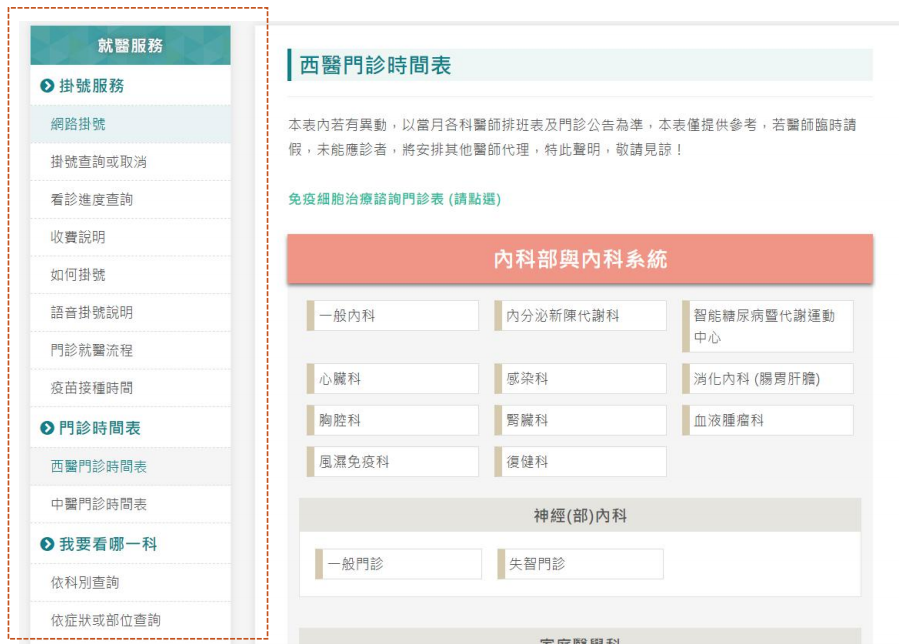 就醫服務
掛號服務
網路掛號
掛號查詢或取消
看診進度查詢
收費說明
如何掛號
語音掛號說明
門診就醫流程
疫苗接種時間
門診時間表
西醫門診時間表
中醫門診時間表
我要看哪一科
依科別查詢
依症狀或部位查詢
西醫門診時間表
本表內若有異動，以當月各科醫師排班表及門診公告為準，本表僅提供參考，若醫師臨時請
假，未能應診者，將安排其他醫師代理，特此聲明，敬請見諒！
免疫細胞治療諮詢門診表 (請點選)
內科部與內科系統
一般內科
內分泌新陳代謝科
智能糖尿病暨代謝運動
中心
心臟科
感染科
消化內科 (腸胃肝膽)
胸腔科
腎臟科
血液腫瘤科
風濕免疫科
復健科
神經(部)內科
一般門診
失智門診
家庭醫學科